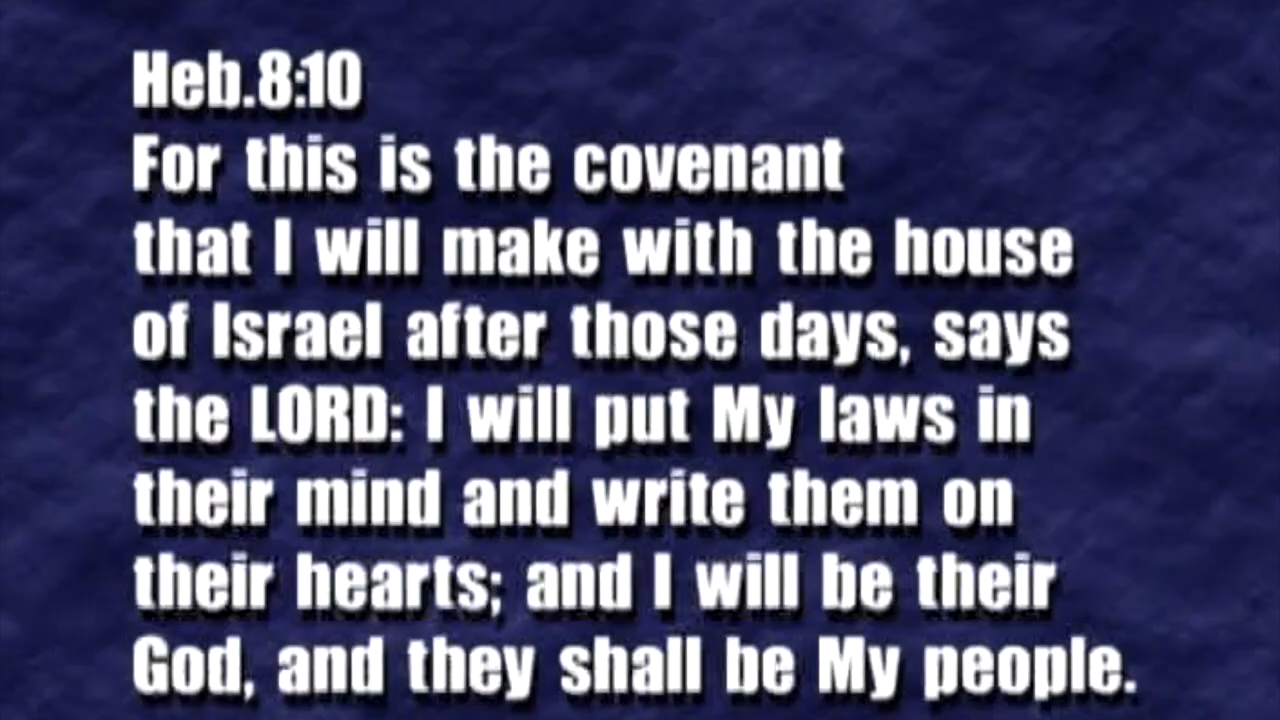 Heb.8:10
For this is the covenant
that I will make with the house
of Israel after those days, says
the LORD: I will put My laws in
their mind and write them on
their hearts; and I will be their
God, and they shall be My people.